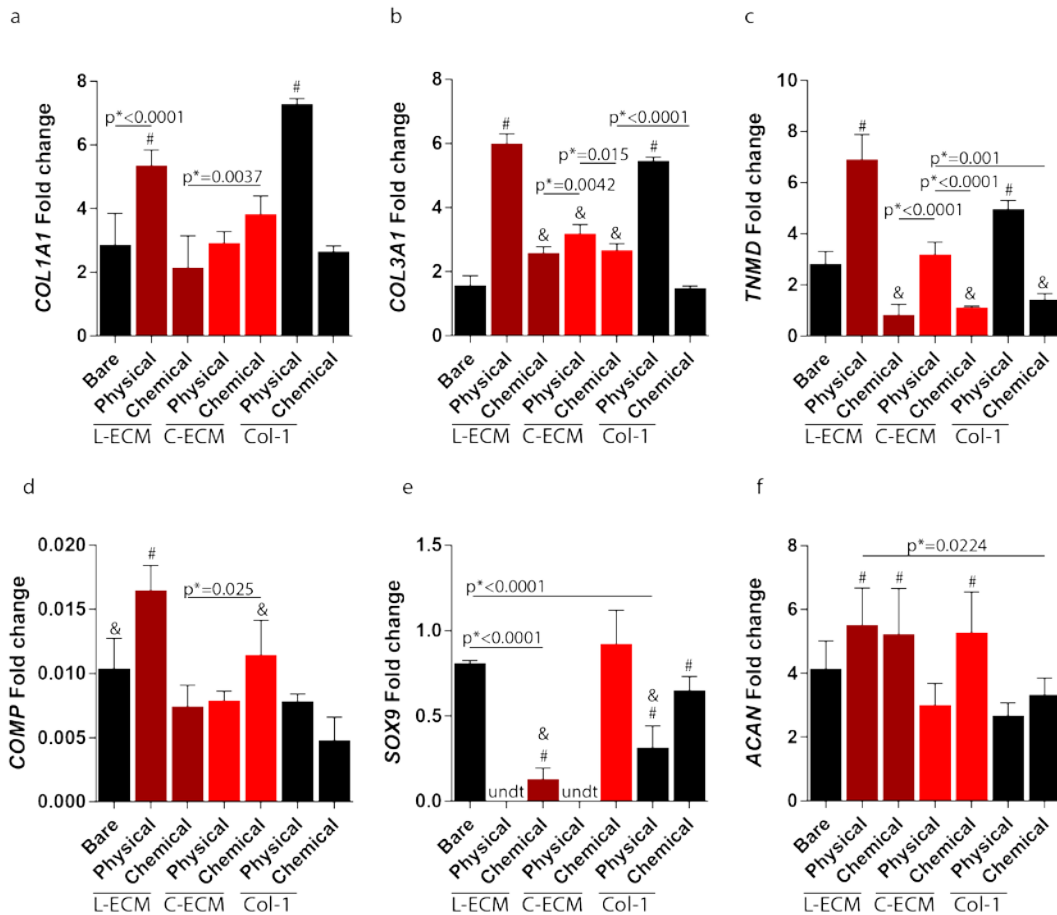 a
COL1A1 Fold change
8
6
4
2
0
p*<0.0001
#
p*=0.0037
#
Bare
Physical
Chemical
Physical
Chemical
Physical
Chemical
L-ECM C-ECM Col-1
b
COL3A1 Fold change
8
6
4
2
0
#
p*<0.0001
p*=0.015
p*=0.0042
#
&
&
&
Bare
Physical
Chemical
Physical
Chemical
Physical
Chemical
L-ECM C-ECM Col-1
c
TNMD Fold change
10
8
6
4
2
0
#
p*=0.001
p*<0.0001
p*<0.0001
#
&
&
&
Bare
Physical
Chemical
Physical
Chemical
Physical
Chemical
L-ECM C-ECM Col-1
d
COMP Fold change
0.020
0.015
0.010
0.005
0.000
#
p*=0.025
&
&
Bare
Physical
Chemical
Physical
Chemical
Physical
Chemical
L-ECM C-ECM Col-1
e
SOX9 Fold change
1.5
1.0
0.5
0.0
p*<0.0001
p*<0.0001
#
&
#
&
#
undt
undt
Bare
Physical
Chemical
Physical
Chemical
Physical
Chemical
L-ECM C-ECM Col-1
f
ACAN Fold change
8
6
4
2
0
p*=0.0224
# # #
Bare
Physical
Chemical
Physical
Chemical
Physical
Chemical
L-ECM C-ECM Col-1